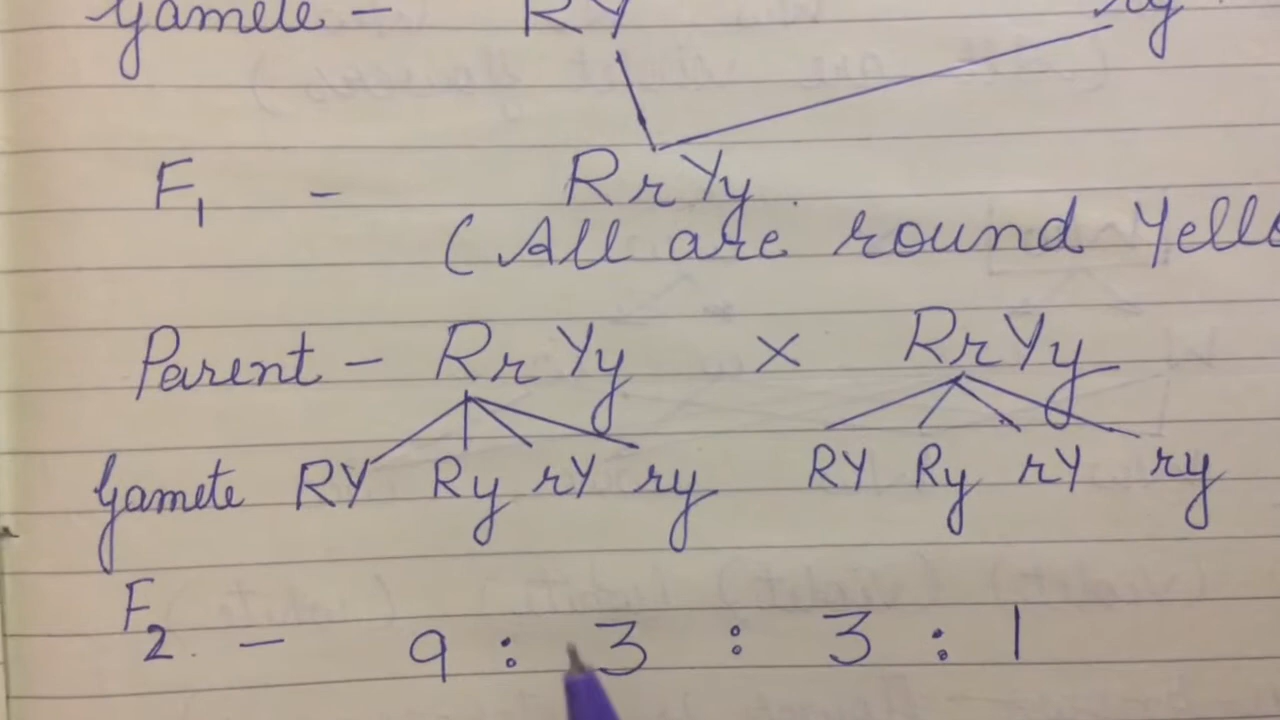 Gamete - RY ry
F1 - RrYy
(All are round Yello
Parent - RrYy × RrYy
Gamete RY Ry rY ry RY Ry rY ry
F2 - 9 : 3 : 3 : 1